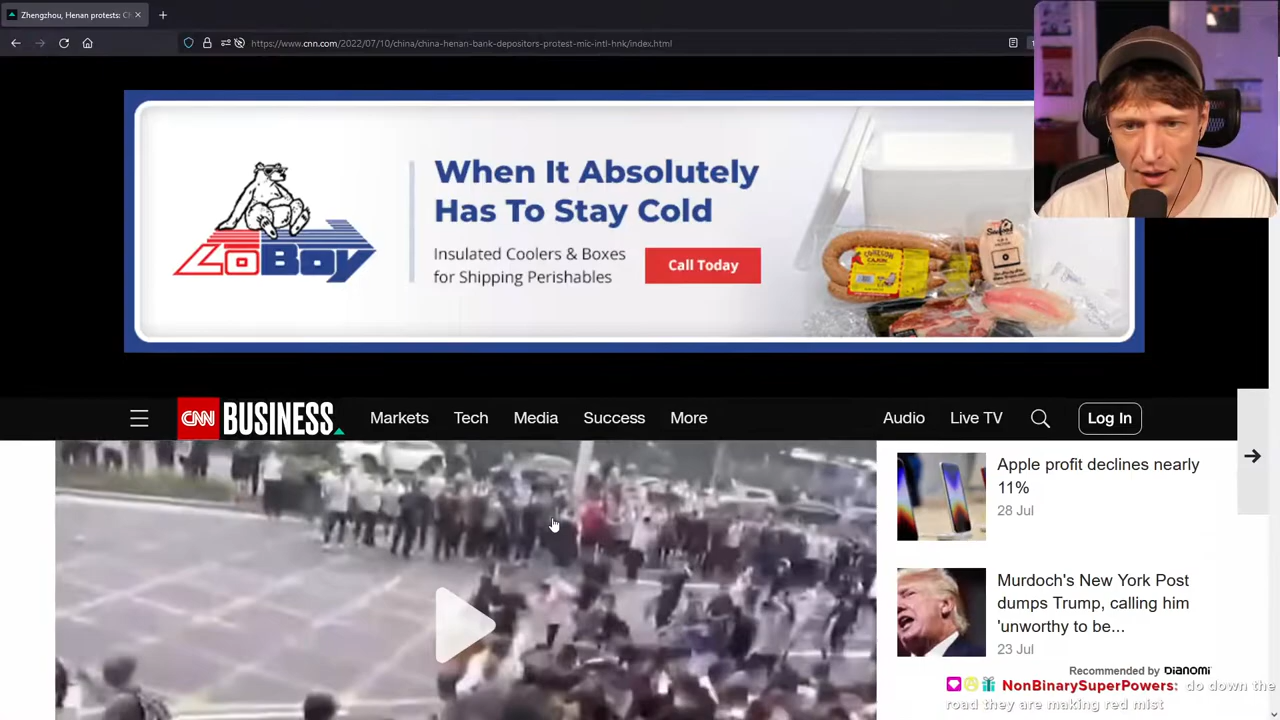 Zhengzhou, Henan protests: C
https://www.cnn.com/2022/07/10/china/china-henan-bank-depositors-protest-mic-intl-hnk/index.html
LoBoy
When It Absolutely
Has To Stay Cold
Insulated Coolers & Boxes
for Shipping Perishables
Call Today
CNN BUSINESS
Markets
Tech
Media
Success
More
Audio
Live TV
Log In
Apple profit declines nearly
11%
28 Jul
Murdoch's New York Post
dumps Trump, calling him
'unworthy to be...
23 Jul
Recommended by DIANOMI
NonBinarySuperPowers: do down the
road they are making red mist